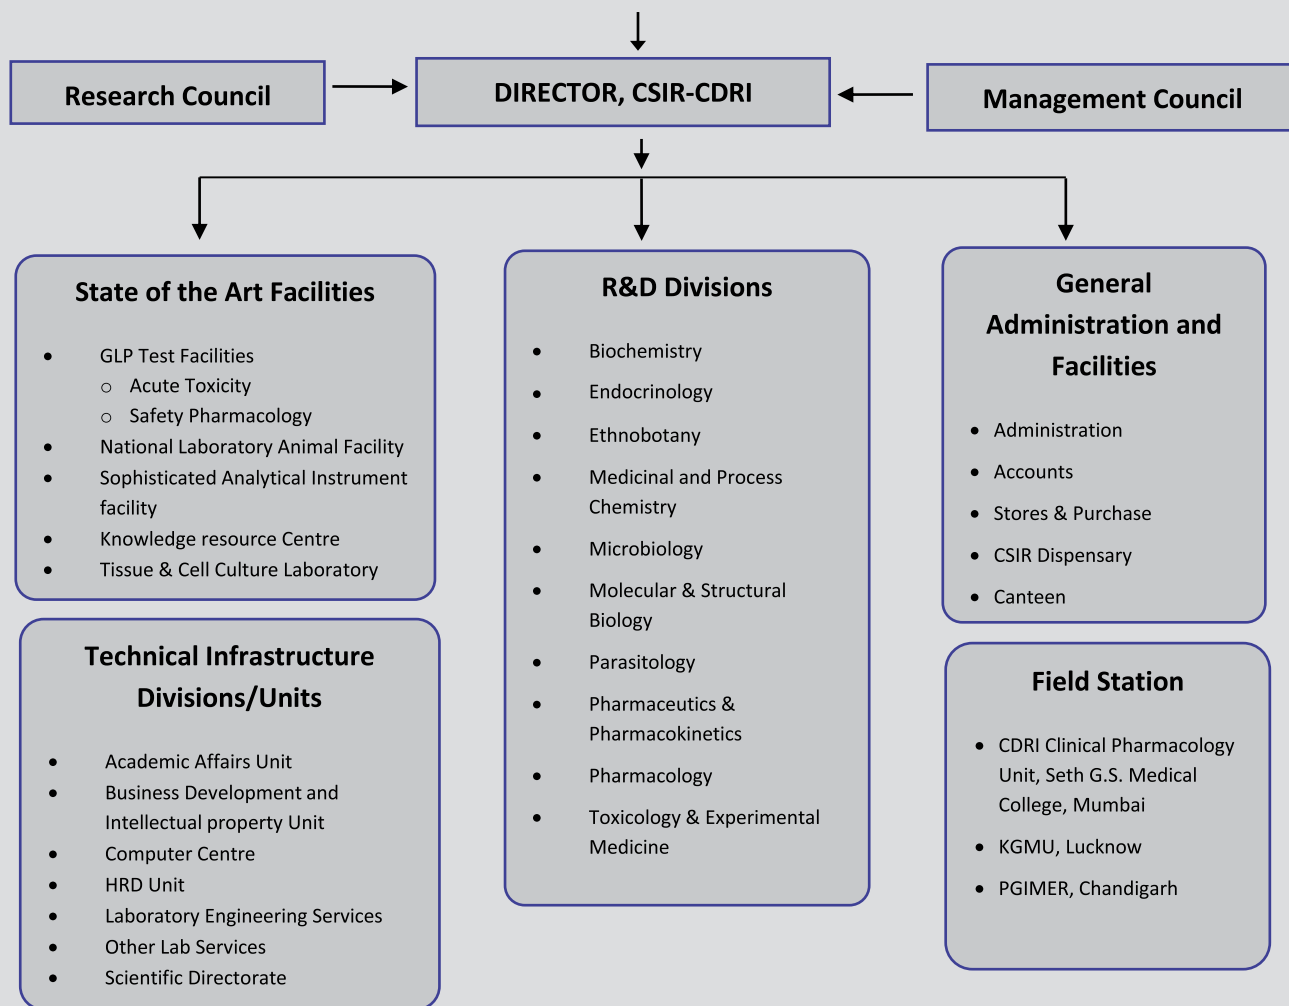 Research Council
DIRECTOR, CSIR-CDRI
Management Council
State of the Art Facilities
• GLP Test Facilities
o Acute Toxicity
o Safety Pharmacology
• National Laboratory Animal Facility
• Sophisticated Analytical Instrument
facility
• Knowledge resource Centre
• Tissue & Cell Culture Laboratory
Technical Infrastructure
Divisions/Units
• Academic Affairs Unit
• Business Development and
Intellectual property Unit
• Computer Centre
• HRD Unit
• Laboratory Engineering Services
• Other Lab Services
• Scientific Directorate
R&D Divisions
• Biochemistry
• Endocrinology
• Ethnobotany
• Medicinal and Process
Chemistry
• Microbiology
• Molecular & Structural
Biology
• Parasitology
• Pharmaceutics &
Pharmacokinetics
• Pharmacology
• Toxicology & Experimental
Medicine
General
Administration and
Facilities
• Administration
• Accounts
• Stores & Purchase
• CSIR Dispensary
• Canteen
Field Station
• CDRI Clinical Pharmacology
Unit, Seth G.S. Medical
College, Mumbai
• KGMU, Lucknow
• PGIMER, Chandigarh